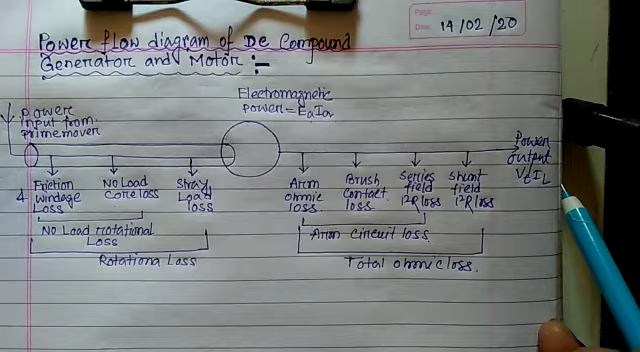 Page:
Date: 14/02/20
Power flow diagram of DC Compound
Generator and Motor :-
Electromagnetic
power = EaIa
Power
input from
primemover
Power
output
VtIL
Friction
windage
Loss
No Load
core loss
Stray
Load
loss
Arm
ohmic
loss
Brush
contact
loss
Series
field
I²R loss
Shunt
field
I²R loss
No Load rotational
Loss
Arm circuit loss
Rotationa Loss
Total ohmic loss.